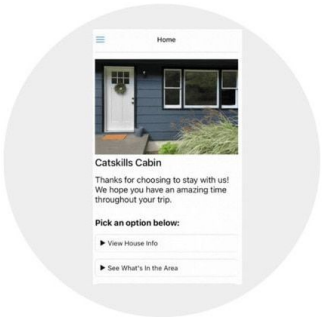 Home
Catskills Cabin
Thanks for choosing to stay with us!
We hope you have an amazing time
throughout your trip.
Pick an option below:
▶ View House Info
▶ See What's In the Area